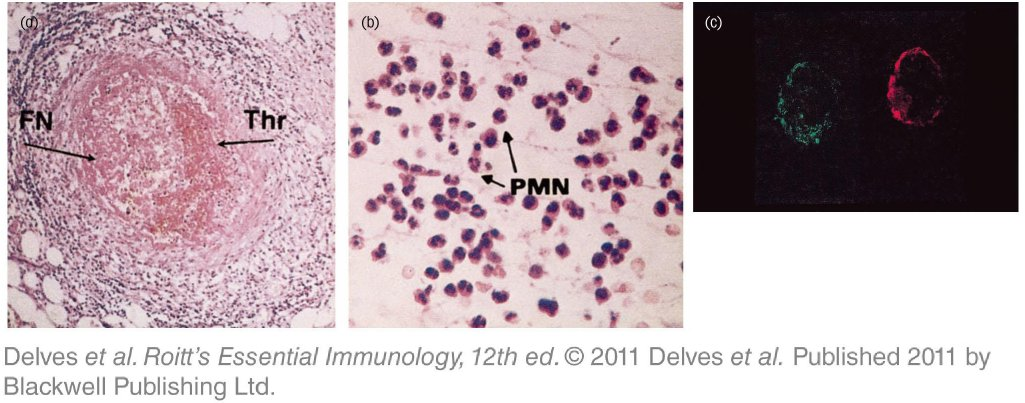 (d)
(b)
(c)
FN
Thr
PMN
Delves et al. Roitt's Essential Immunology, 12th ed. © 2011 Delves et al. Published 2011 by
Blackwell Publishing Ltd.